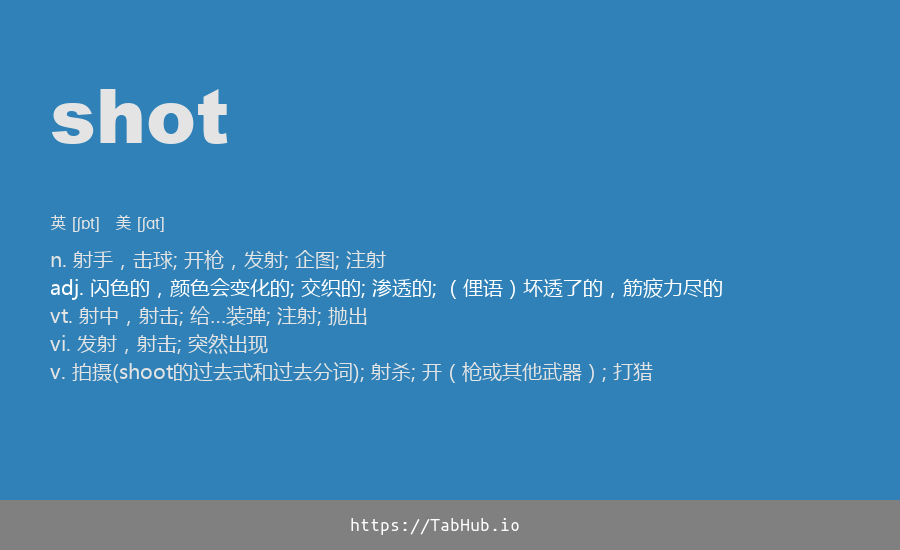 shot
英 [ʃɒt]   美 [ʃɑt]
n. 射手，击球; 开枪，发射; 企图; 注射
adj. 闪色的，颜色会变化的; 交织的; 渗透的; （俚语）坏透了的，筋疲力尽的
vt. 射中，射击; 给...装弹; 注射; 抛出
vi. 发射，射击; 突然出现
v. 拍摄(shoot的过去式和过去分词); 射杀; 开（枪或其他武器）; 打猎
https://TabHub.io